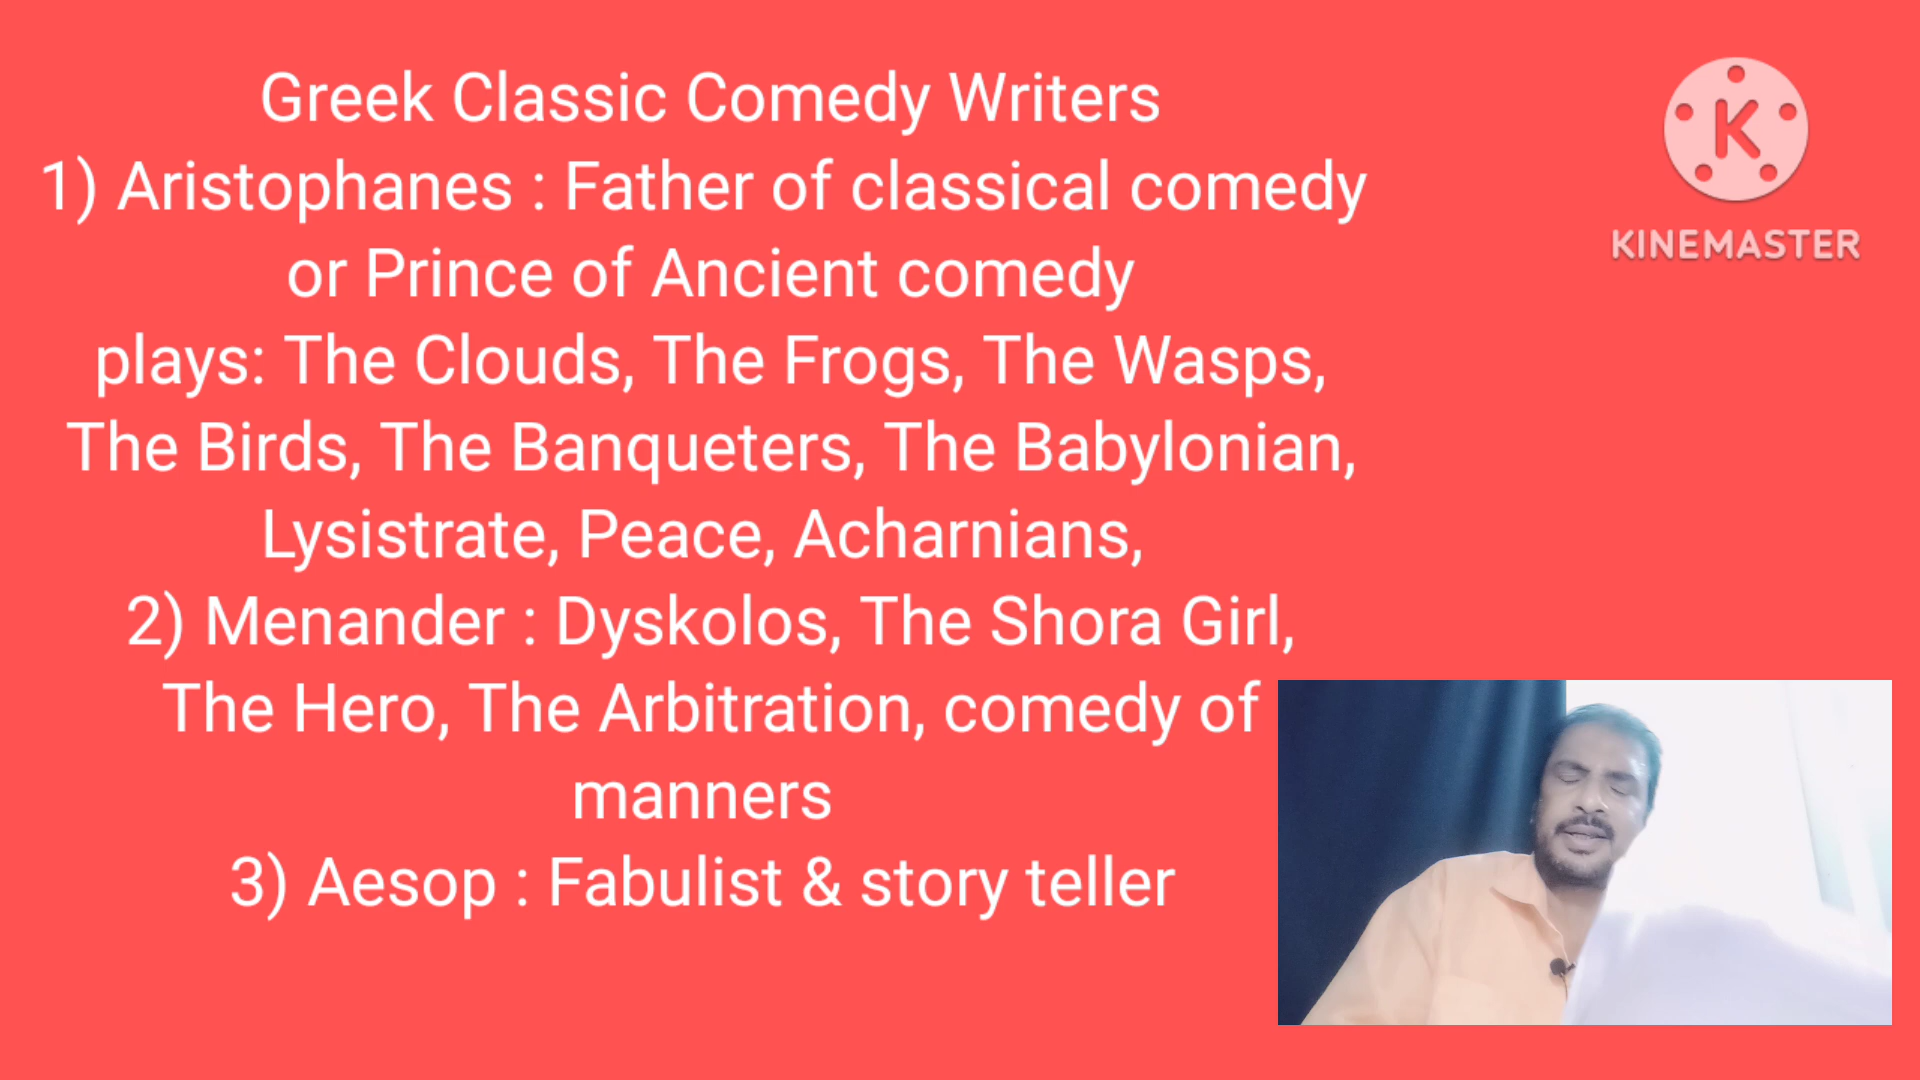 Greek Classic Comedy Writers
1) Aristophanes : Father of classical comedy
or Prince of Ancient comedy
plays: The Clouds, The Frogs, The Wasps,
The Birds, The Banqueters, The Babylonian,
Lysistrate, Peace, Acharnians,
2) Menander : Dyskolos, The Shora Girl,
The Hero, The Arbitration, comedy of
manners
3) Aesop : Fabulist & story teller
K
KINEMASTER